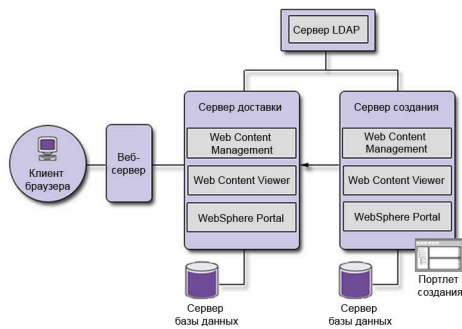 Сервер LDAP
Сервер доставки
Сервер создания
Web Content
Management
Web Content
Management
Клиент
браузера
Веб-
сервер
Web Content Viewer
Web Content Viewer
WebSphere Portal
WebSphere Portal
Портлет
создания
Сервер
базы данных
Сервер
базы данных